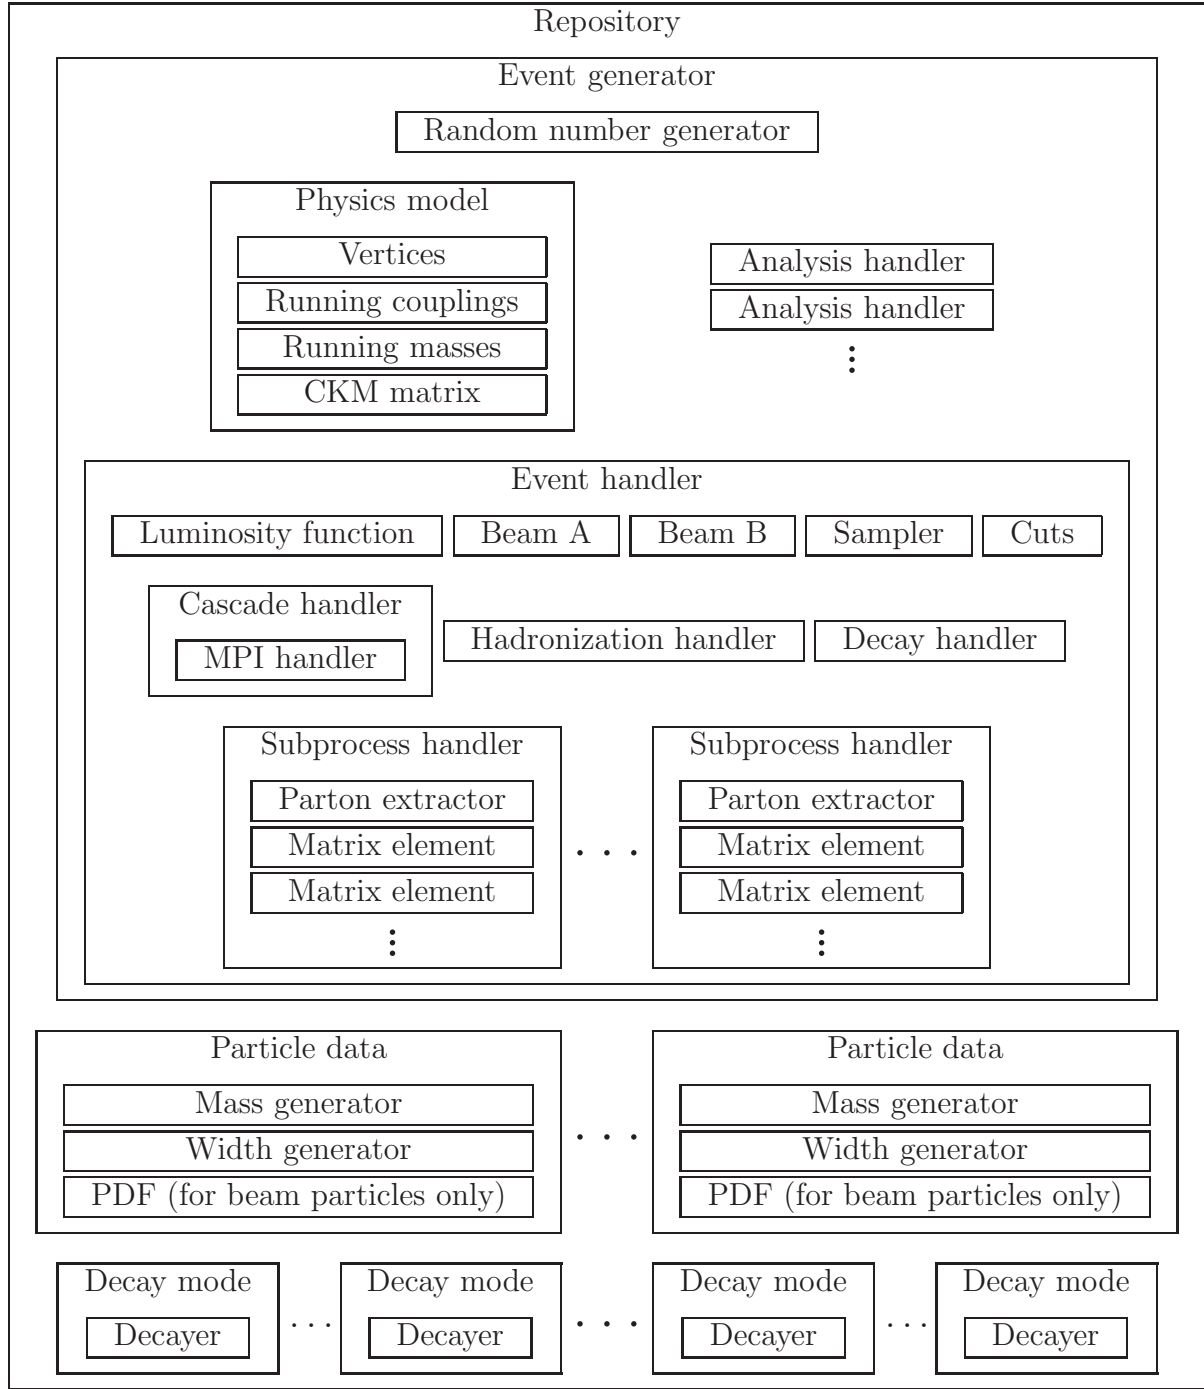 Repository
Event generator
Random number generator
Physics model
Vertices
Running couplings
Running masses
CKM matrix
Analysis handler
Analysis handler
Event handler
Luminosity function
Beam A
Beam B
Sampler
Cuts
Cascade handler
MPI handler
Hadronization handler
Decay handler
Subprocess handler
Parton extractor
Matrix element
Matrix element
Subprocess handler
Parton extractor
Matrix element
Matrix element
Particle data
Mass generator
Width generator
PDF (for beam particles only)
Particle data
Mass generator
Width generator
PDF (for beam particles only)
Decay mode
Decayer
Decay mode
Decayer
Decay mode
Decayer
Decay mode
Decayer